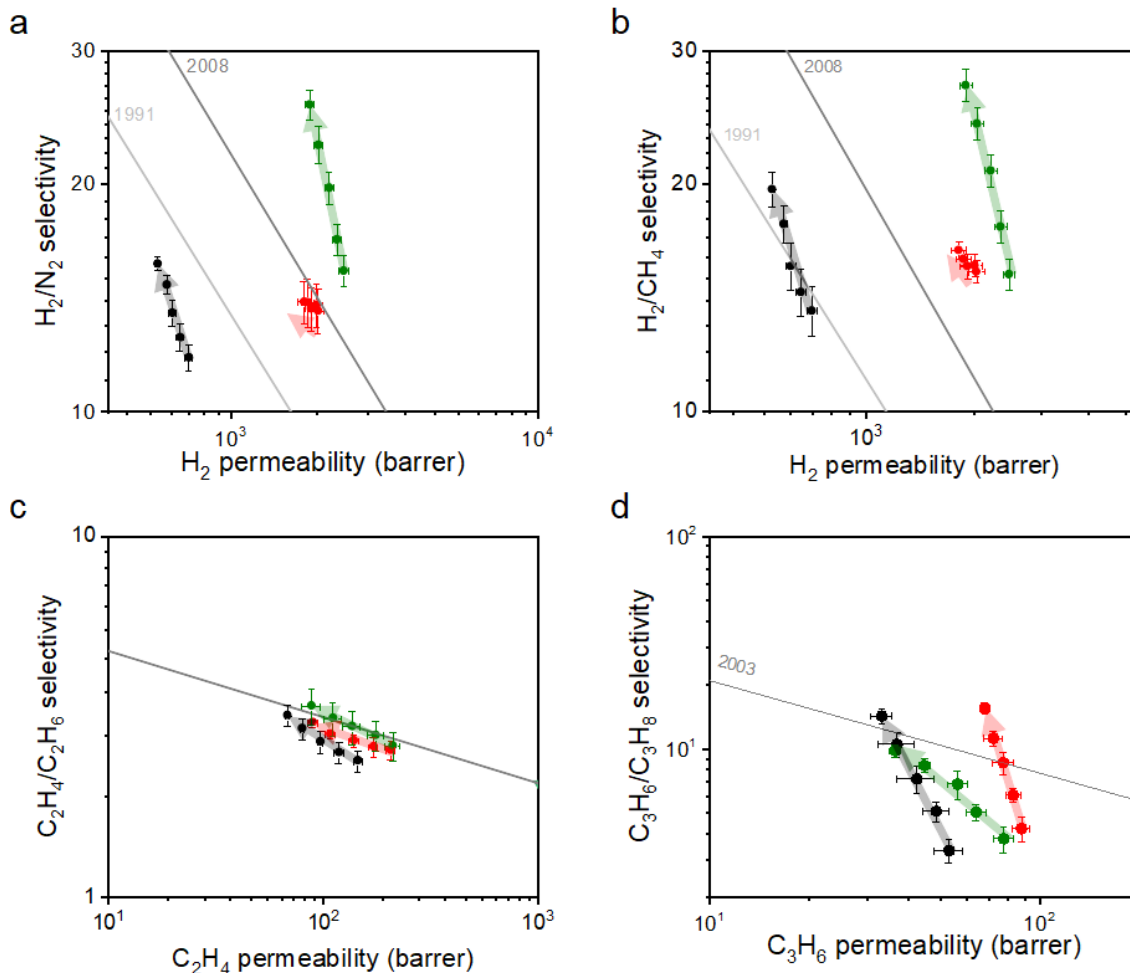 a
30
20
10
H₂/N₂ selectivity
1991
2008
10³
10⁴
H₂ permeability (barrer)
b
30
20
10
H₂/CH₄ selectivity
1991
2008
10³
H₂ permeability (barrer)
c
10
1
C₂H₄/C₂H₆ selectivity
10¹
10²
10³
C₂H₄ permeability (barrer)
d
10²
10¹
C₃H₆/C₃H₈ selectivity
2003
10¹
10²
C₃H₆ permeability (barrer)